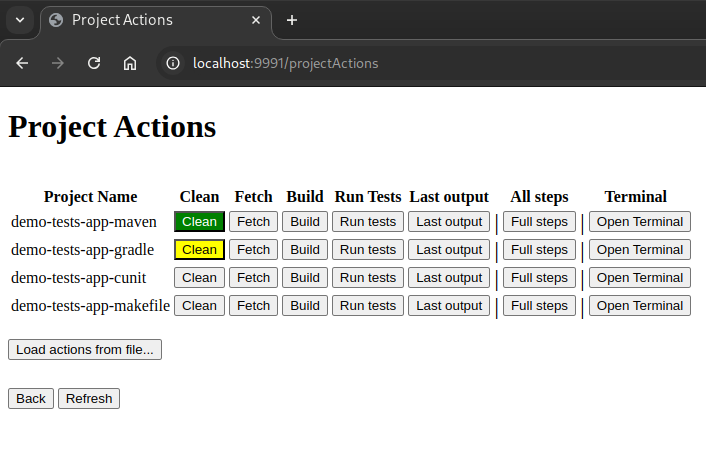 Project Actions
localhost:9991/projectActions
Project Actions
Project Name Clean Fetch Build Run Tests Last output All steps Terminal
demo-tests-app-maven Clean Fetch Build Run tests Last output | Full steps | Open Terminal
demo-tests-app-gradle Clean Fetch Build Run tests Last output | Full steps | Open Terminal
demo-tests-app-cunit Clean Fetch Build Run tests Last output | Full steps | Open Terminal
demo-tests-app-makefile Clean Fetch Build Run tests Last output | Full steps | Open Terminal
Load actions from file...
Back Refresh